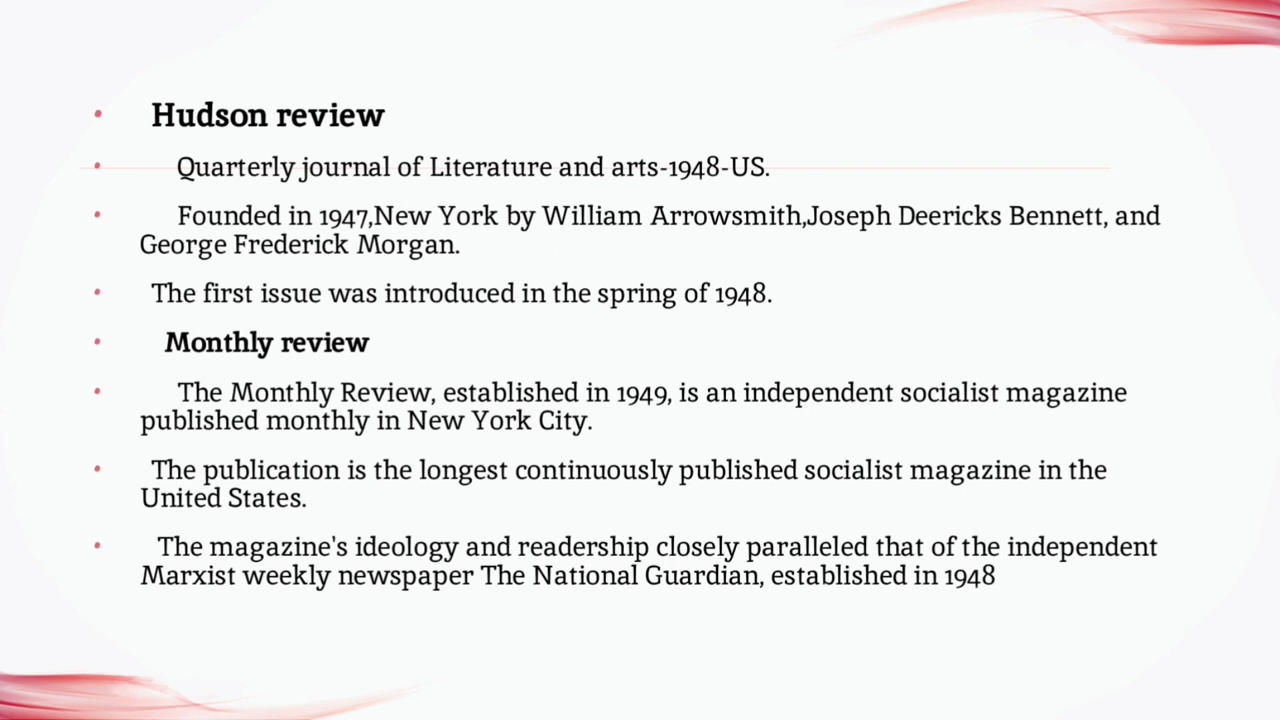 • Hudson review
• Quarterly journal of Literature and arts-1948-US.
• Founded in 1947,New York by William Arrowsmith,Joseph Deericks Bennett, and
George Frederick Morgan.
• The first issue was introduced in the spring of 1948.
• Monthly review
• The Monthly Review, established in 1949, is an independent socialist magazine
published monthly in New York City.
• The publication is the longest continuously published socialist magazine in the
United States.
• The magazine's ideology and readership closely paralleled that of the independent
Marxist weekly newspaper The National Guardian, established in 1948